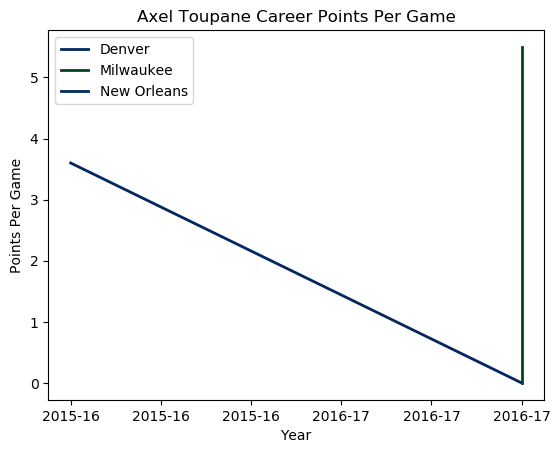 Axel Toupane Career Points Per Game
Denver
Milwaukee
New Orleans
5
4
3
2
1
0
Points Per Game
2015-16 2015-16 2015-16 2016-17 2016-17 2016-17
Year